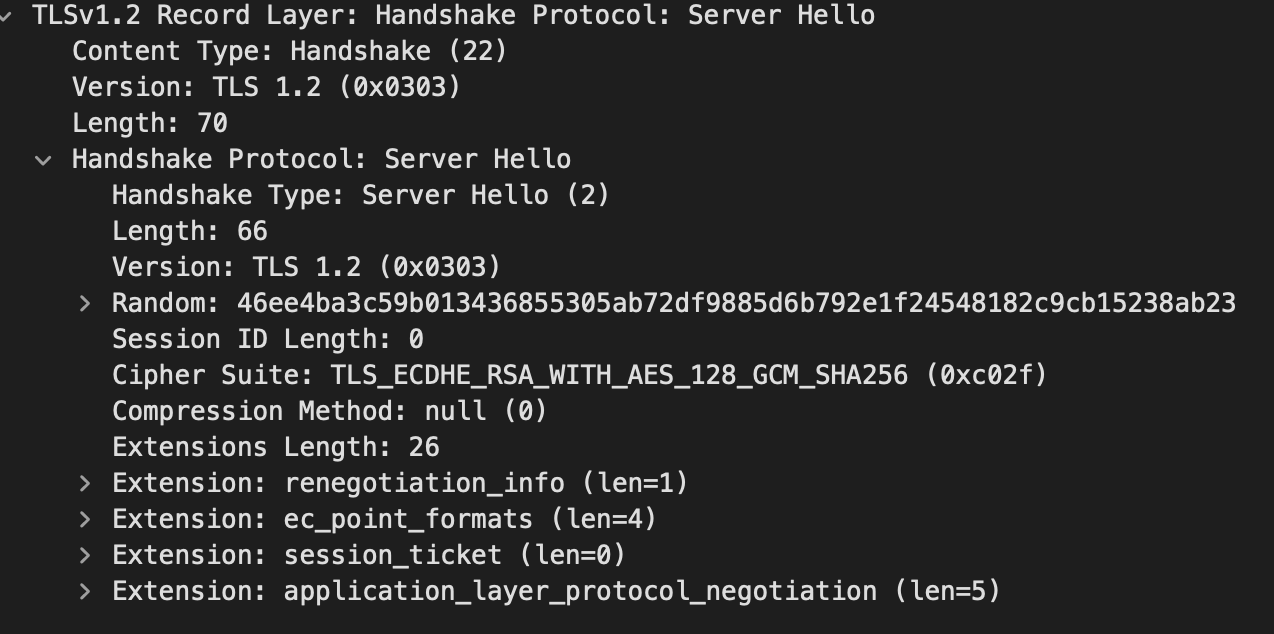 TLSv1.2 Record Layer: Handshake Protocol: Server Hello
Content Type: Handshake (22)
Version: TLS 1.2 (0x0303)
Length: 70
Handshake Protocol: Server Hello
Handshake Type: Server Hello (2)
Length: 66
Version: TLS 1.2 (0x0303)
Random: 46ee4ba3c59b013436855305ab72df9885d6b792e1f24548182c9cb15238ab23
Session ID Length: 0
Cipher Suite: TLS_ECDHE_RSA_WITH_AES_128_GCM_SHA256 (0xc02f)
Compression Method: null (0)
Extensions Length: 26
Extension: renegotiation_info (len=1)
Extension: ec_point_formats (len=4)
Extension: session_ticket (len=0)
Extension: application_layer_protocol_negotiation (len=5)